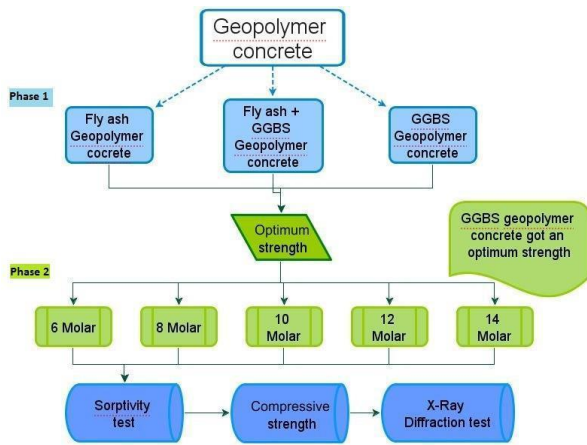 Geopolymer
concrete
Phase 1
Fly ash
Geopolymer
cocrete
Fly ash +
GGBS
Geopolymer
concrete
GGBS
Geopolymer
concrete
Optimum
strength
GGBS geopolymer
concrete got an
optimum strength
Phase 2
6 Molar
8 Molar
10
Molar
12
Molar
14
Molar
Sorptivity
test
Compressive
strength
X-Ray
Diffraction test